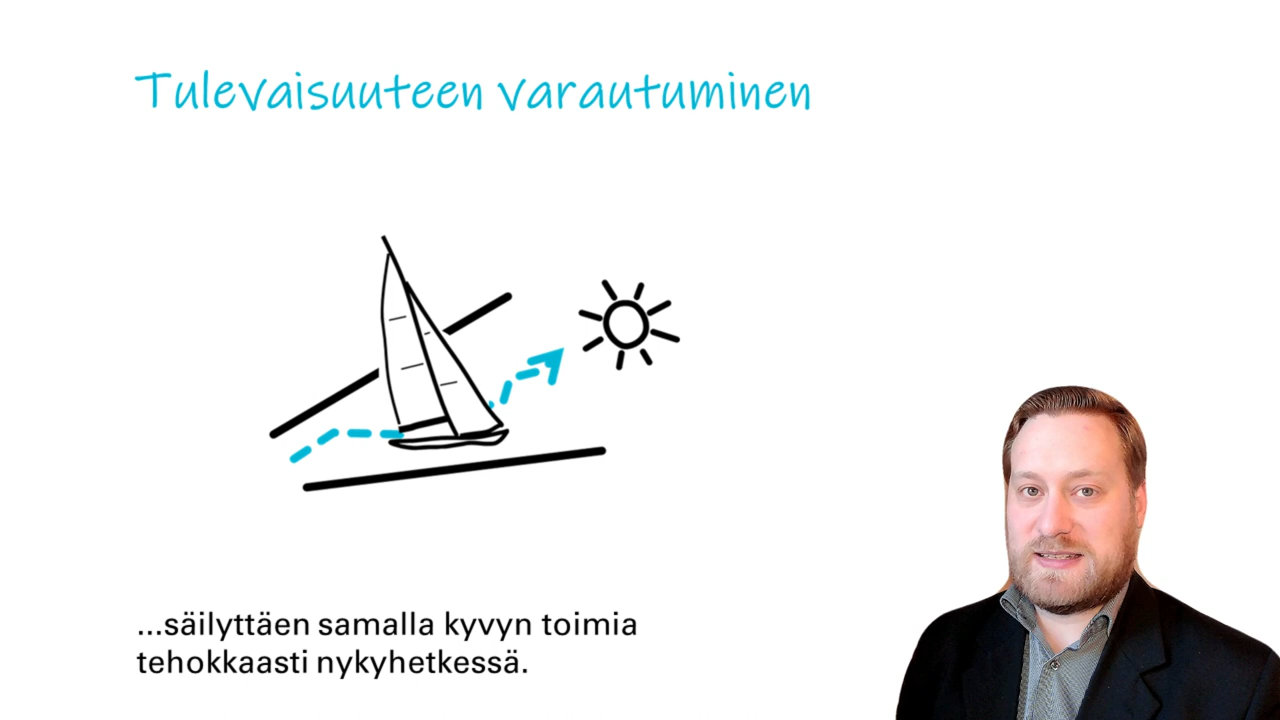 Tulevaisuuteen varautuminen
...säilyttäen samalla kyvyn toimia
tehokkaasti nykyhetkessä.